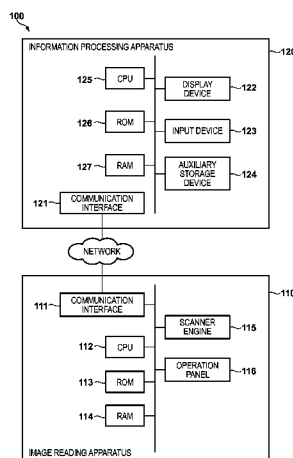 100
INFORMATION PROCESSING APPARATUS
120
125
CPU
DISPLAY
DEVICE
122
126
ROM
INPUT DEVICE
123
127
RAM
AUXILIARY
STORAGE
DEVICE
124
121
COMMUNICATION
INTERFACE
NETWORK
110
111
COMMUNICATION
INTERFACE
SCANNER
ENGINE
115
112
CPU
OPERATION
PANEL
116
113
ROM
114
RAM
IMAGE READING APPARATUS